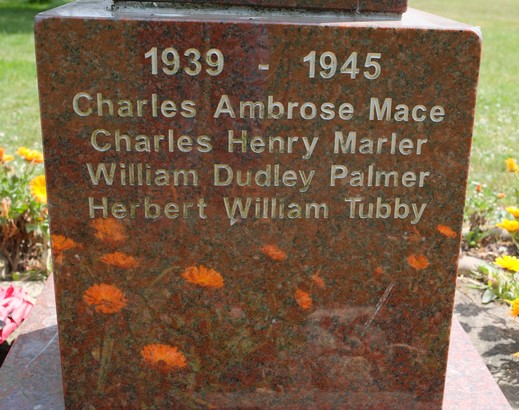 1939 - 1945
Charles Ambrose Mace
Charles Henry Marler
William Dudley Palmer
Herbert William Tubby